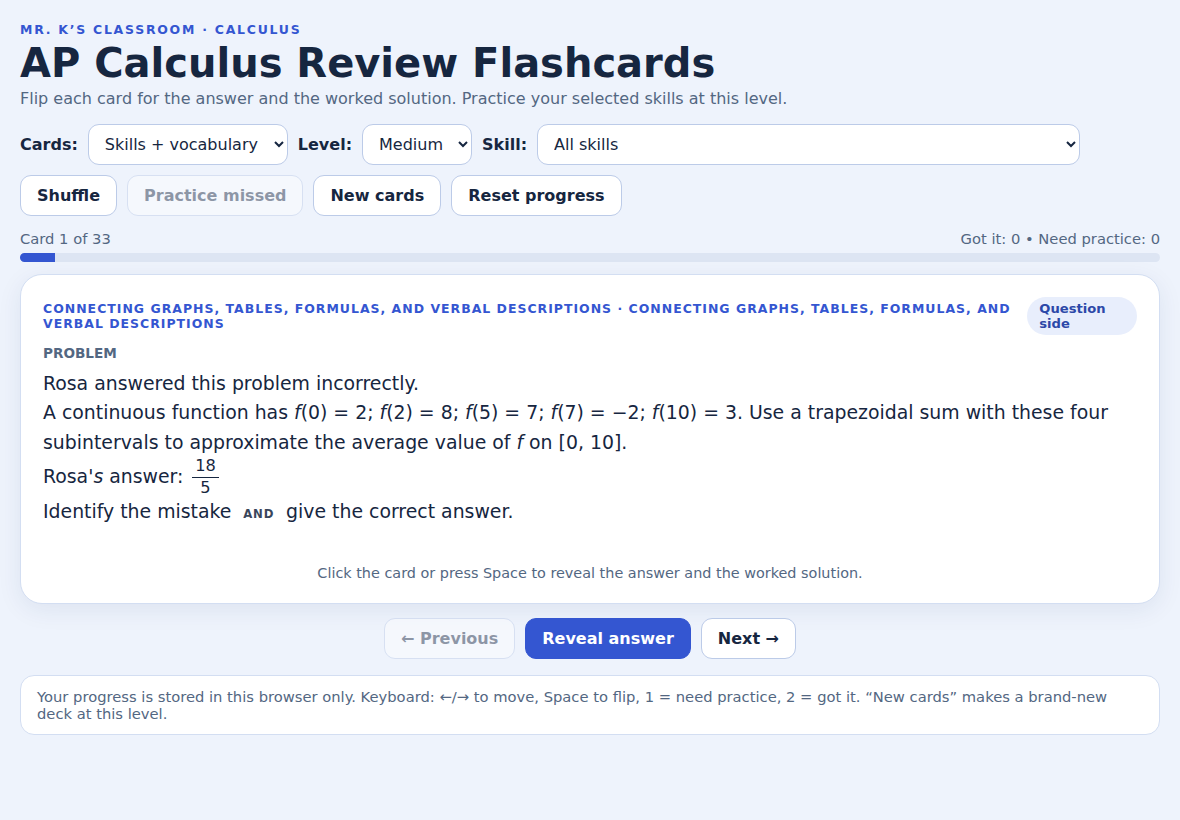 MR. K’S CLASSROOM · CALCULUS
AP Calculus Review Flashcards
Flip each card for the answer and the worked solution. Practice your selected skills at this level.
Cards: Skills + vocabulary Level: Medium Skill: All skills
Shuffle Practice missed New cards Reset progress
Card 1 of 33 Got it: 0 • Need practice: 0
CONNECTING GRAPHS, TABLES, FORMULAS, AND VERBAL DESCRIPTIONS · CONNECTING GRAPHS, TABLES, FORMULAS, AND
VERBAL DESCRIPTIONS
Question
side
PROBLEM
Rosa answered this problem incorrectly.
A continuous function has f(0) = 2; f(2) = 8; f(5) = 7; f(7) = −2; f(10) = 3. Use a trapezoidal sum with these four
subintervals to approximate the average value of f on [0, 10].
Rosa's answer: 18/5
Identify the mistake AND give the correct answer.
Click the card or press Space to reveal the answer and the worked solution.
← Previous Reveal answer Next →
Your progress is stored in this browser only. Keyboard: ←/→ to move, Space to flip, 1 = need practice, 2 = got it. “New cards” makes a brand-new
deck at this level.